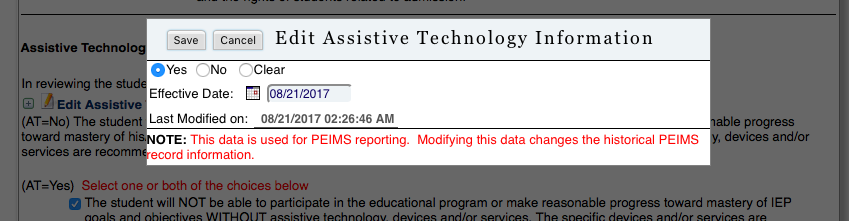 and the rights of students related to admission.
Save Cancel Edit Assistive Technology Information
Assistive Technolog
Yes No Clear
In reviewing the stude
Effective Date: 08/21/2017
Edit Assistive
Last Modified on: 08/21/2017 02:26:46 AM
(AT=No) The student
able progress
toward mastery of his
NOTE: This data is used for PEIMS reporting. Modifying this data changes the historical PEIMS
y, devices and/or
services are recomme
record information.
(AT=Yes) Select one or both of the choices below
The student will NOT be able to participate in the educational program or make reasonable progress toward mastery of IEP
goals and objectives WITHOUT assistive technology, devices and/or services. The specific devices and/or services are